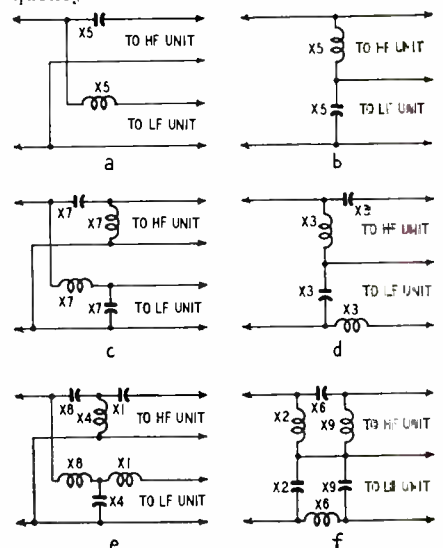 X5
TO HF UNIT
X5
TO LF UNIT
a
X5
TO HF UNIT
X5
TO LF UNIT
b
X7
X7
TO HF UNIT
X7
X7
TO LF UNIT
c
X3
X3
TO HF UNIT
X3
TO LF UNIT
X3
d
X8
X1
X4
TO HF UNIT
X8
X1
X4
TO LF UNIT
e
X6
X2
X9
TO HF UNIT
X2
X9
TO LF UNIT
X6
f